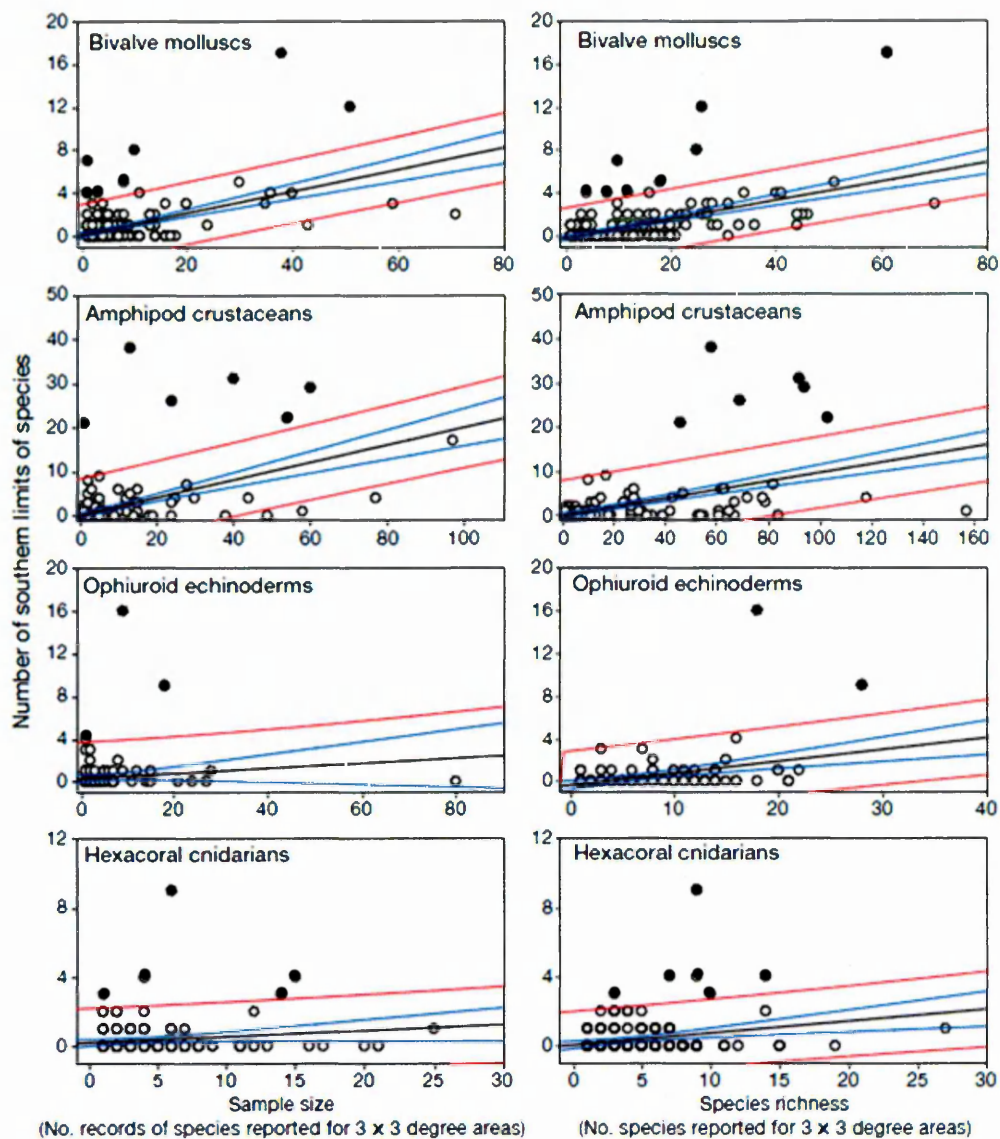 Number of southern limits of species
Bivalve molluscs
20
16
12
8
4
0
0 20 40 60 80
Bivalve molluscs
20
16
12
8
4
0
0 20 40 60 80
Amphipod crustaceans
50
40
30
20
10
0
0 20 40 60 80 100
Amphipod crustaceans
50
40
30
20
10
0
0 20 40 60 80 100 120 140 160
Ophiuroid echinoderms
20
16
12
8
4
0
0 20 40 60 80
Ophiuroid echinoderms
20
16
12
8
4
0
0 10 20 30 40
Hexacoral cnidarians
12
8
4
0
0 5 10 15 20 25 30
Sample size
(No. records of species reported for 3 x 3 degree areas)
Hexacoral cnidarians
12
8
4
0
0 5 10 15 20 25 30
Species richness
(No. species reported for 3 x 3 degree areas)